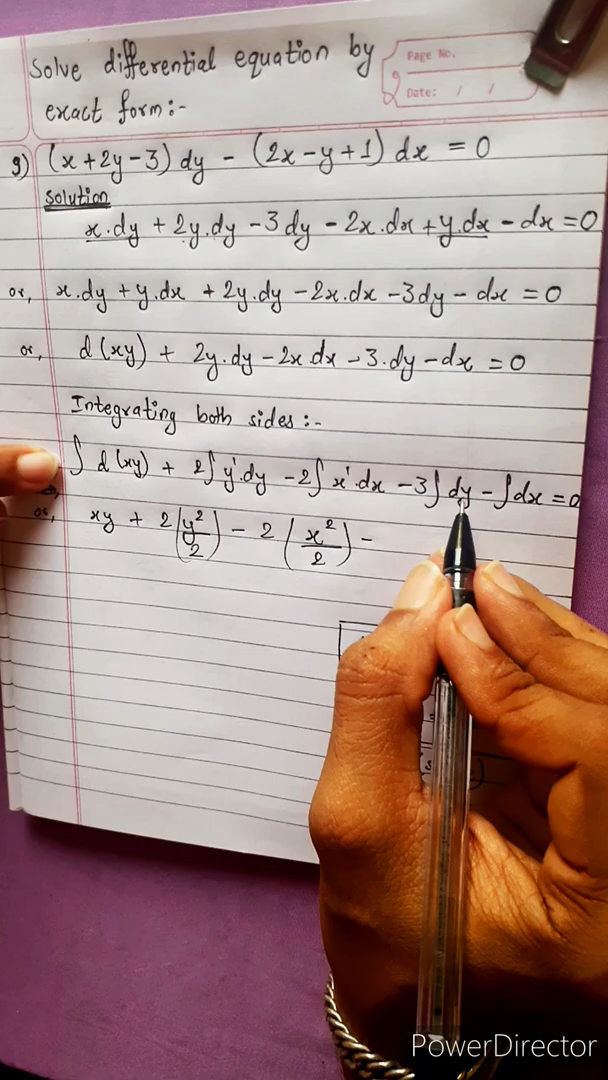 Solve differential equation by
exact form:-
Page No.
Date: / /
9) (x+2y-3) dy - (2x-y+1) dx = 0
Solution
x.dy + 2y.dy - 3dy - 2x.dx + y.dx - dx = 0
or, x.dy + y.dx + 2y.dy - 2x.dx - 3dy - dx = 0
or, d(xy) + 2y.dy - 2x.dx - 3.dy - dx = 0
Integrating both sides:-
∫ d(xy) + 2∫ y¹.dy - 2∫ x¹.dx - 3∫ dy - ∫dx = 0
or, xy + 2(y²/2) - 2(x²/2) -
PowerDirector